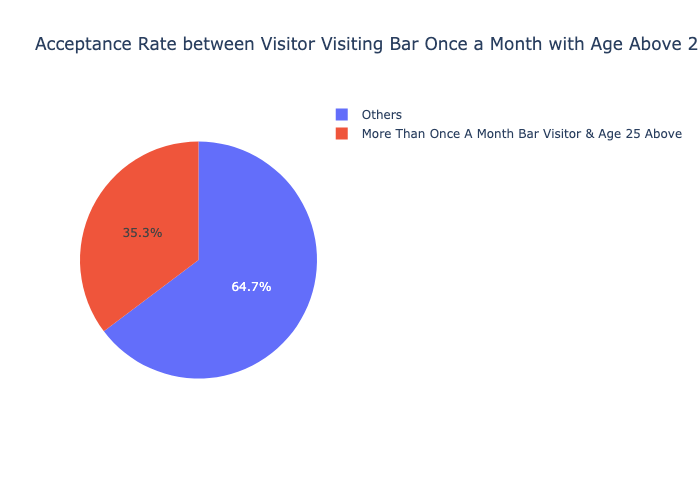 Acceptance Rate between Visitor Visiting Bar Once a Month with Age Above 2
Others
More Than Once A Month Bar Visitor & Age 25 Above
35.3%
64.7%